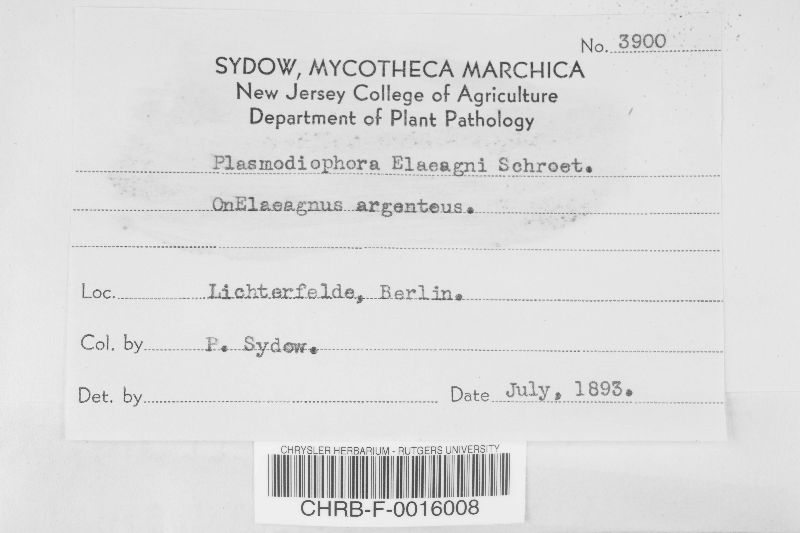 No. 3900
SYDOW, MYCOTHECA MARCHICA
New Jersey College of Agriculture
Department of Plant Pathology
Plasmodiophora Elaeagni Schroet.
OnElaeagnus argenteus.
Loc. Lichterfelde, Berlin.
Col. by P. Sydow.
Det. by
Date July, 1893.
CHRYSLER HERBARIUM - RUTGERS UNIVERSITY
CHRB-F-0016008